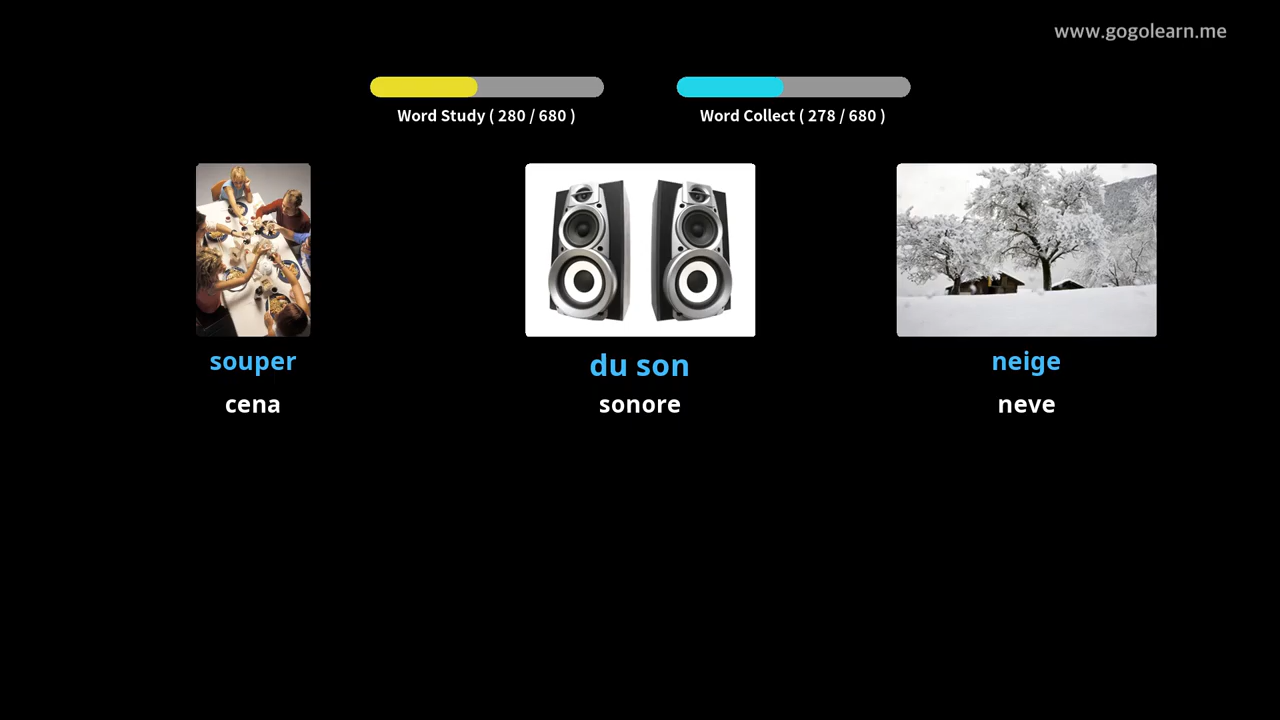 www.gogolearn.me
Word Study ( 280 / 680 )
Word Collect ( 278 / 680 )
souper
du son
neige
cena
sonore
neve